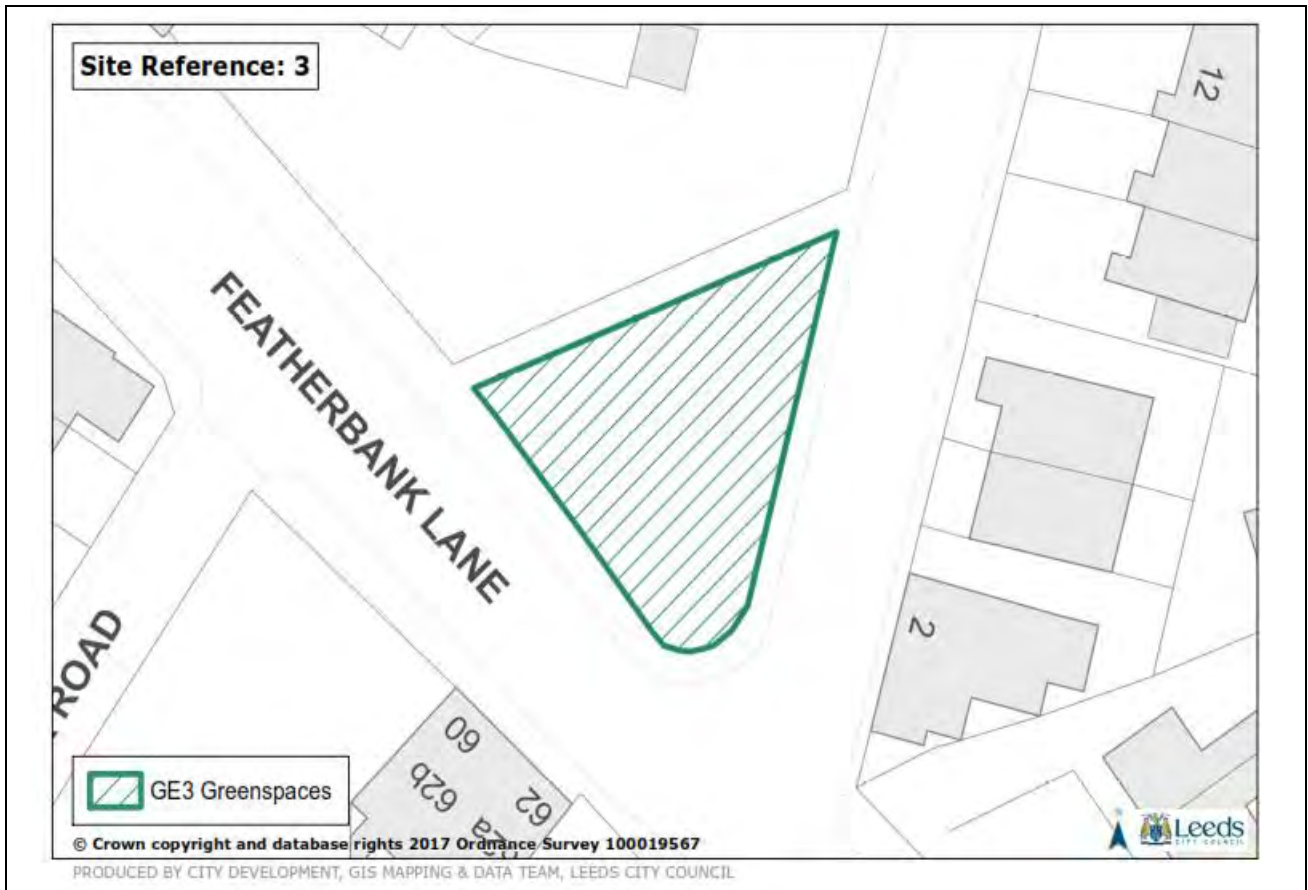 Site Reference: 3
12
FEATHERBANK LANE
2
ROAD
60
62b
62
GE3 Greenspaces
© Crown copyright and database rights 2017 Ordnance Survey 100019567
Leeds
CITY COUNCIL
PRODUCED BY CITY DEVELOPMENT, GIS MAPPING & DATA TEAM, LEEDS CITY COUNCIL